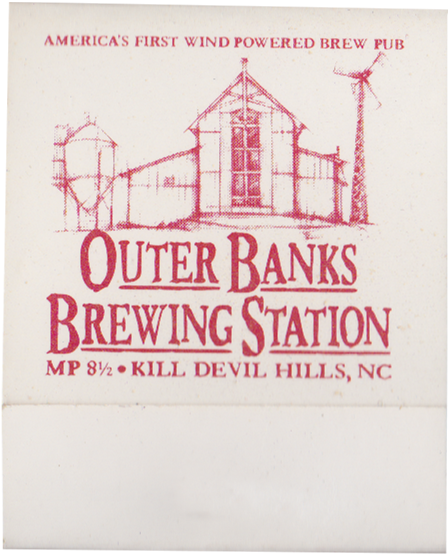 AMERICA'S FIRST WIND POWERED BREW PUB
OUTER BANKS
BREWING STATION
MP 8½ • KILL DEVIL HILLS, NC